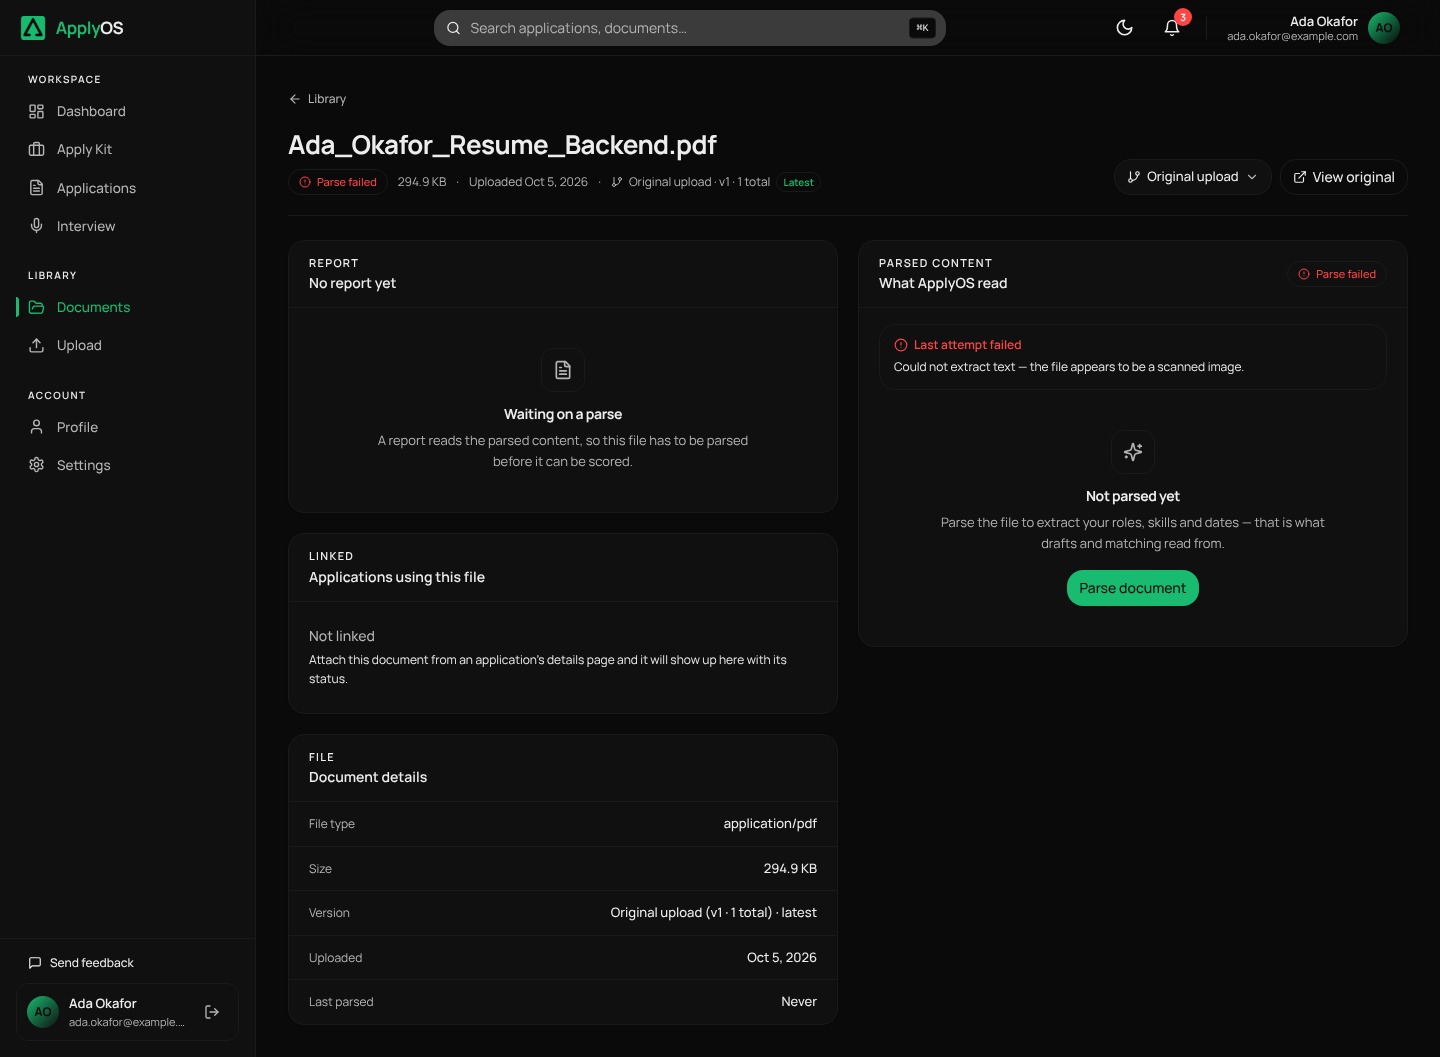 ApplyOS
Search applications, documents...
⌘K
3
Ada Okafor
ada.okafor@example.com
AO
WORKSPACE
Dashboard
Apply Kit
Applications
Interview
LIBRARY
Documents
Upload
ACCOUNT
Profile
Settings
Send feedback
AO
Ada Okafor
ada.okafor@example....
Library
Ada_Okafor_Resume_Backend.pdf
Parse failed 294.9 KB · Uploaded Oct 5, 2026 · Original upload · v1 · 1 total Latest
Original upload
View original
REPORT
No report yet
Waiting on a parse
A report reads the parsed content, so this file has to be parsed
before it can be scored.
LINKED
Applications using this file
Not linked
Attach this document from an application's details page and it will show up here with its
status.
FILE
Document details
File type application/pdf
Size 294.9 KB
Version Original upload (v1 · 1 total) · latest
Uploaded Oct 5, 2026
Last parsed Never
PARSED CONTENT
What ApplyOS read
Parse failed
Last attempt failed
Could not extract text — the file appears to be a scanned image.
Not parsed yet
Parse the file to extract your roles, skills and dates — that is what
drafts and matching read from.
Parse document